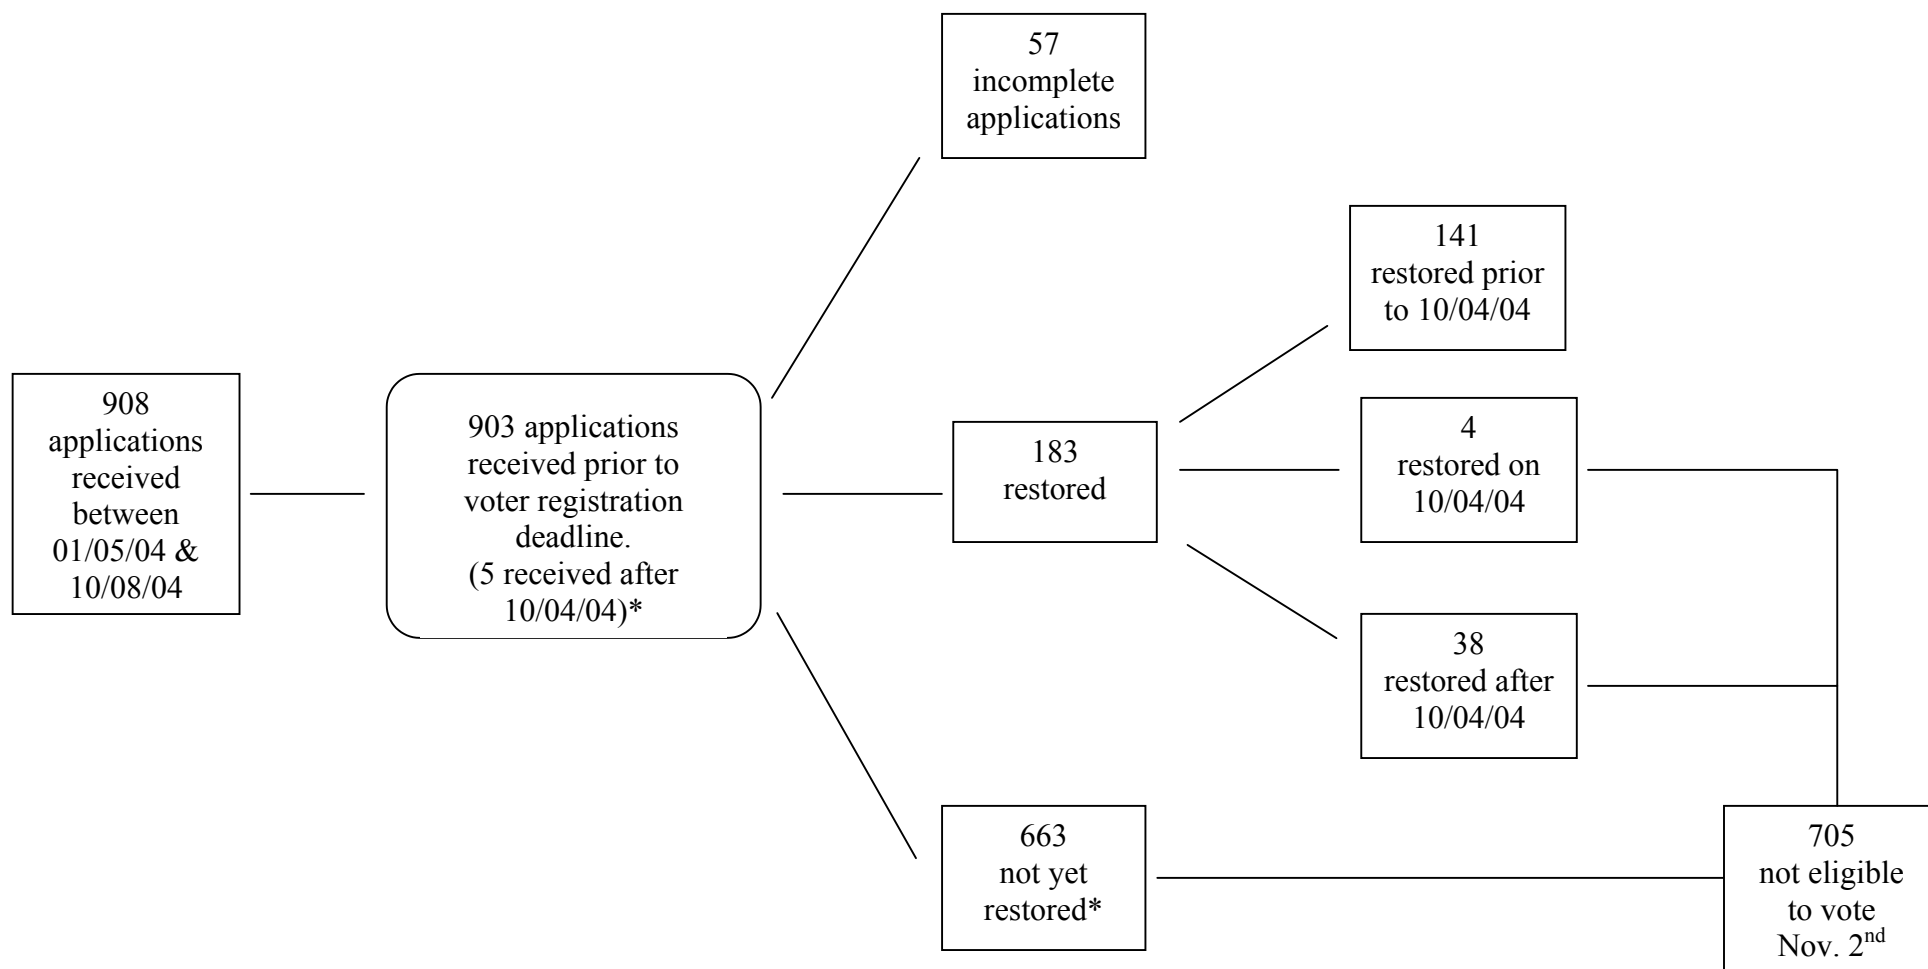 57
incomplete
applications
141
restored prior
to 10/04/04
908
applications
received
between
01/05/04 &
10/08/04
903 applications
received prior to
voter registration
deadline.
(5 received after
10/04/04)*
183
restored
4
restored on
10/04/04
38
restored after
10/04/04
663
not yet
restored*
705
not eligible
to vote
Nov. 2nd